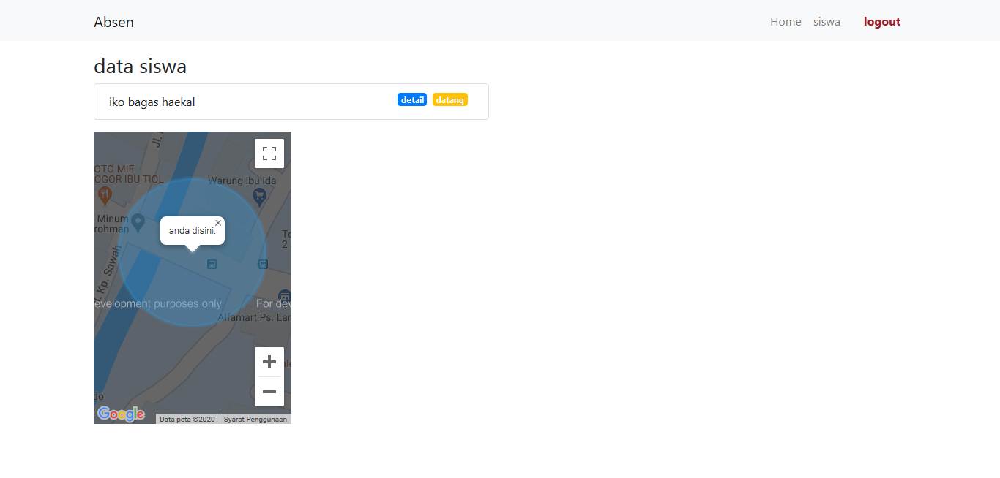 Absen
Home siswa logout
data siswa
iko bagas haekal detail datang
Jl.
OTO MIE
OGOR IBU TIOL
Warung Ibu Ida
Minum
rohman
anda disini.
×
2
Kp. Sawah
evelopment purposes only
For dev
Alfamart Ps. Lar
do
Google
Data peta ©2020
Syarat Penggunaan